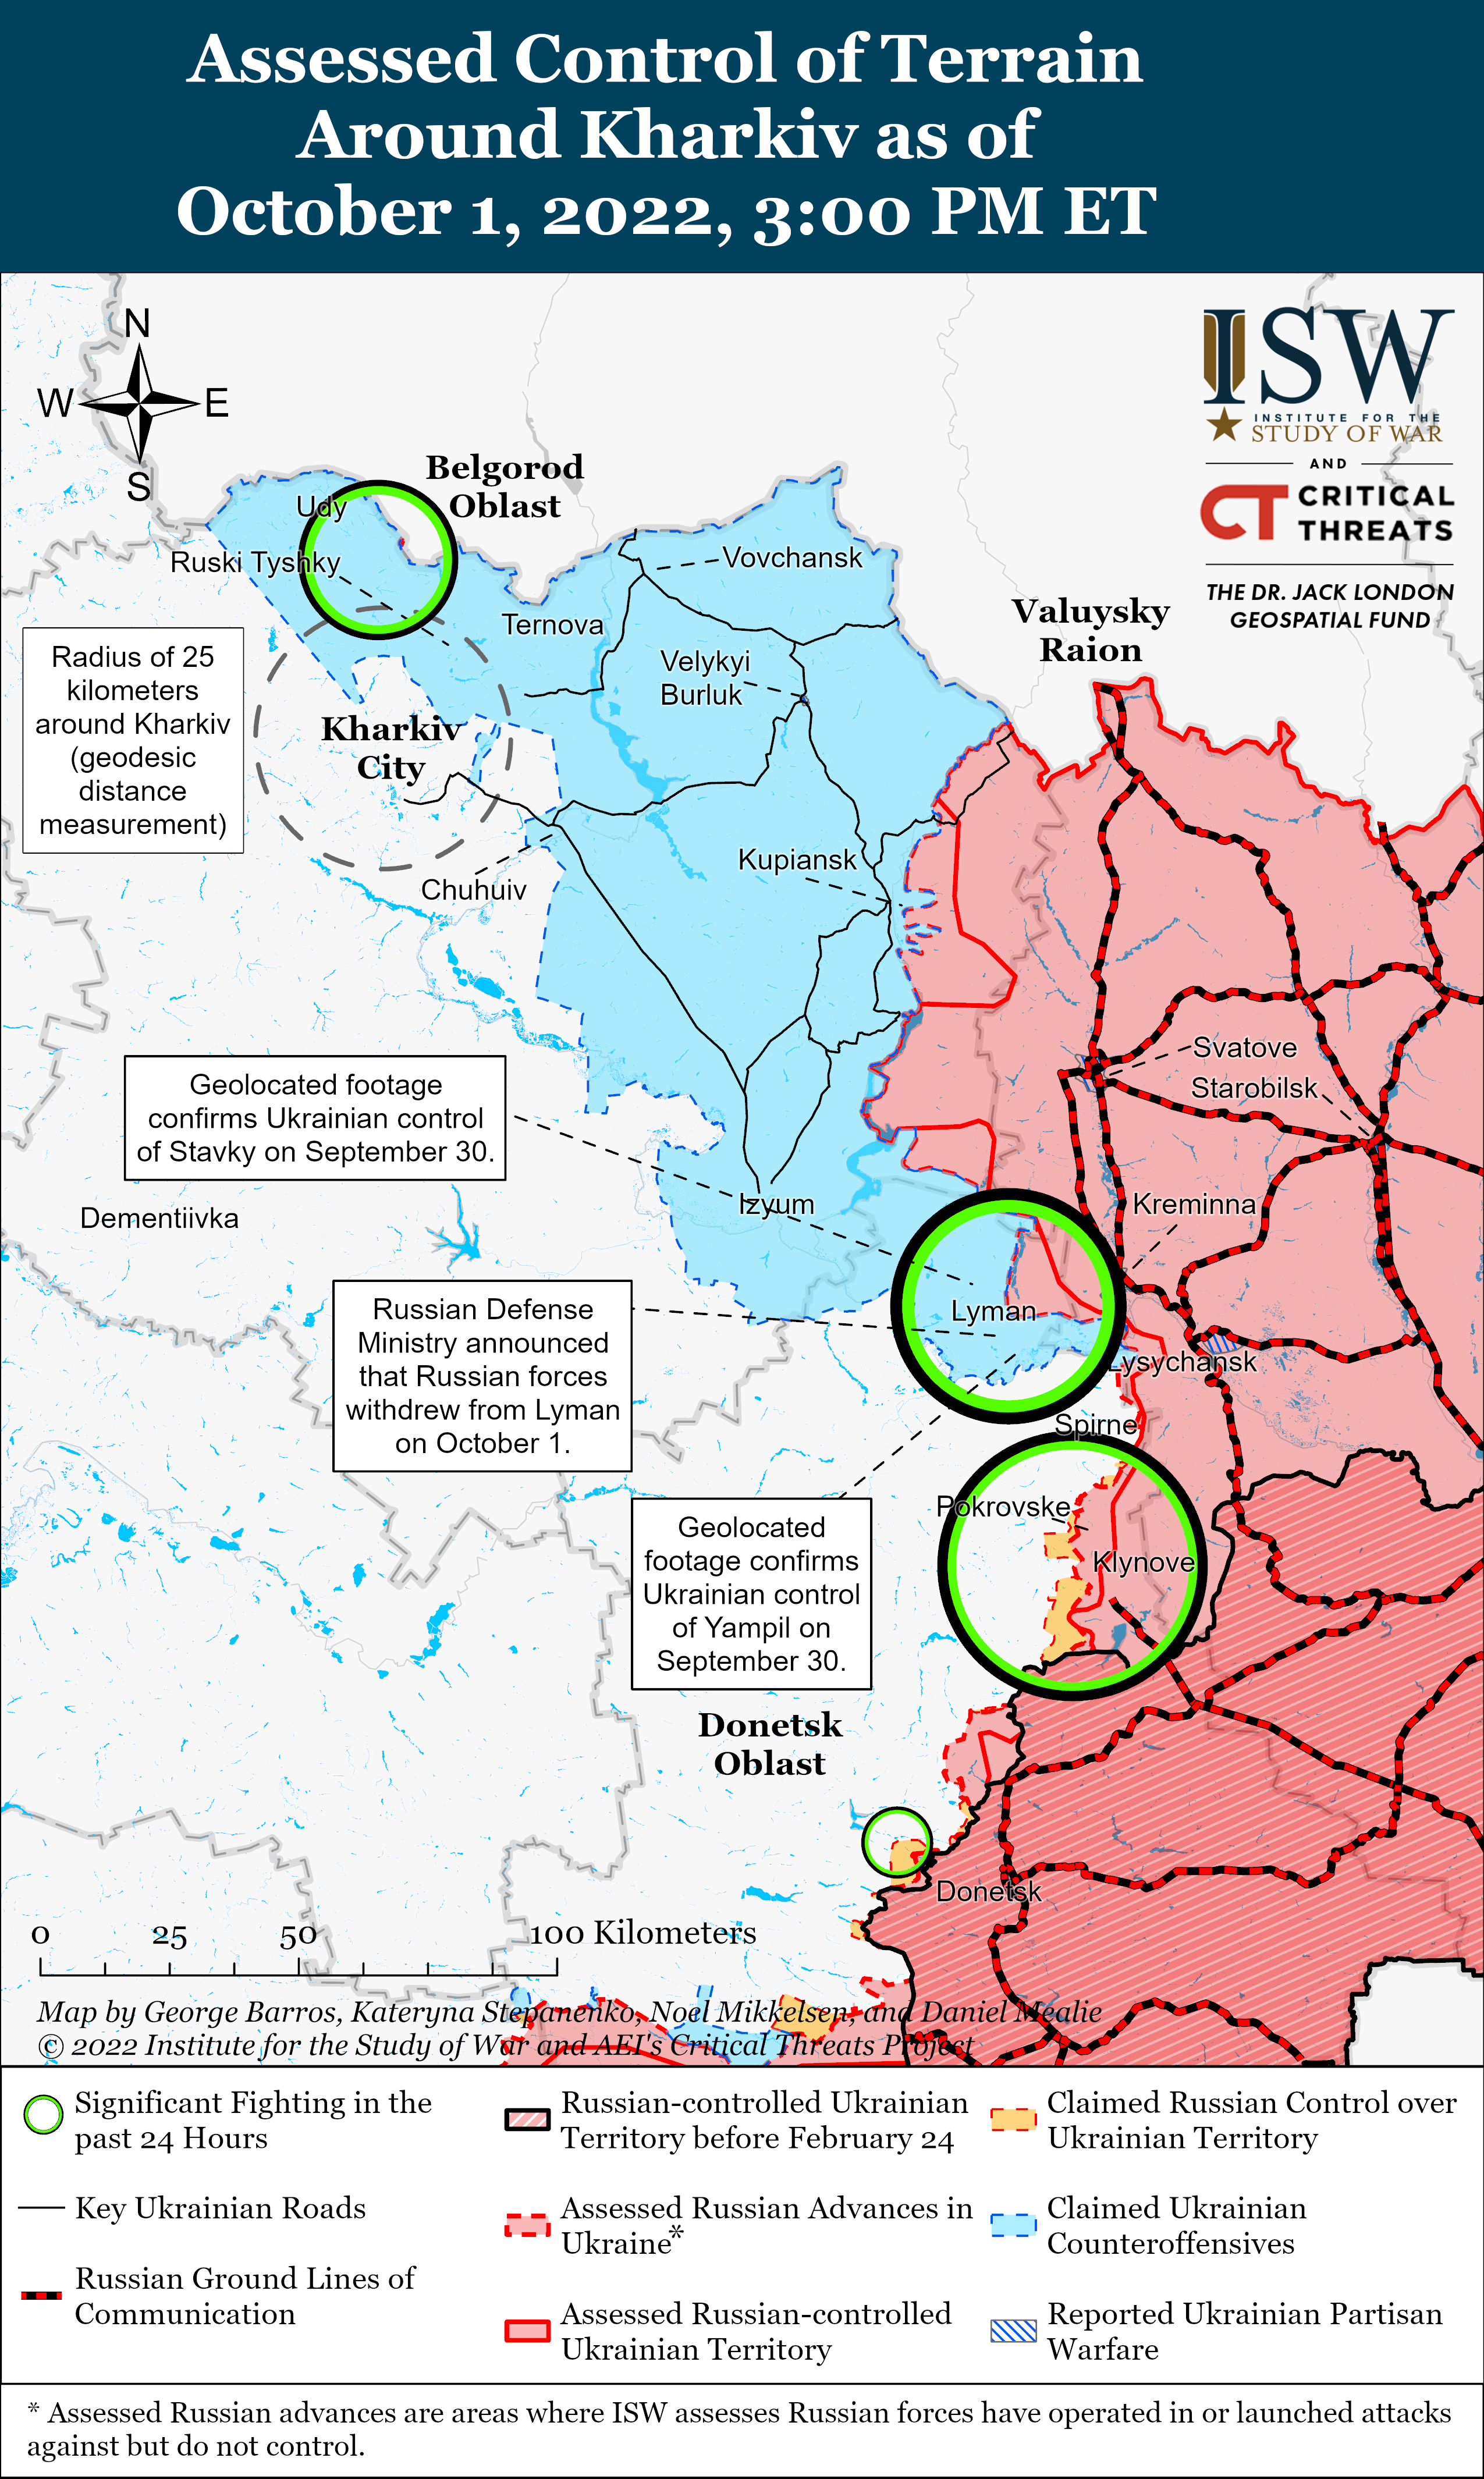 Assessed Control of Terrain
Around Kharkiv as of
October 1, 2022, 3:00 PM ET
N
W
E
S
ISW
INSTITUTE FOR THE
STUDY OF WAR
AND
CT CRITICAL
THREATS
THE DR. JACK LONDON
GEOSPATIAL FUND
Belgorod
Oblast
Udy
Ruski Tyshky
Vovchansk
Ternova
Valuysky
Raion
Velykyi
Burluk
Radius of 25
kilometers
around Kharkiv
(geodesic
distance
measurement)
Kharkiv
City
Kupiansk
Chuhuiv
Svatove
Starobilsk
Geolocated footage
confirms Ukrainian control
of Stavky on September 30.
Dementiivka
Izyum
Kreminna
Russian Defense
Ministry announced
that Russian forces
withdrew from Lyman
on October 1.
Lyman
Lysychansk
Spirne
Pokrovske
Klynove
Geolocated
footage confirms
Ukrainian control
of Yampil on
September 30.
Donetsk
Oblast
Donetsk
0 25 50 100 Kilometers
Map by George Barros, Kateryna Stepanenko, Noel Mikkelsen, and Daniel Mealie
© 2022 Institute for the Study of War and AEI's Critical Threats Project
Significant Fighting in the
past 24 Hours
Key Ukrainian Roads
Russian Ground Lines of
Communication
Russian-controlled Ukrainian
Territory before February 24
Assessed Russian Advances in
Ukraine*
Assessed Russian-controlled
Ukrainian Territory
Claimed Russian Control over
Ukrainian Territory
Claimed Ukrainian
Counteroffensives
Reported Ukrainian Partisan
Warfare
* Assessed Russian advances are areas where ISW assesses Russian forces have operated in or launched attacks
against but do not control.